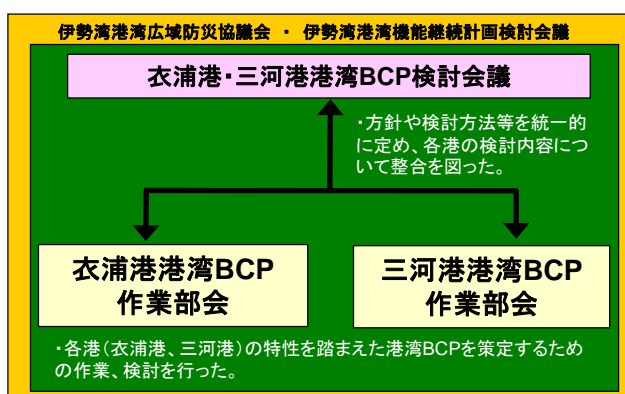 伊勢湾港湾広域防災協議会 ・ 伊勢湾港湾機能継続計画検討会議
衣浦港・三河港港湾BCP検討会議
・方針や検討方法等を統一的
に定め、各港の検討内容につ
いて整合を図った。
衣浦港港湾BCP
作業部会
三河港港湾BCP
作業部会
・各港(衣浦港、三河港)の特性を踏まえた港湾BCPを策定するため
の作業、検討を行った。